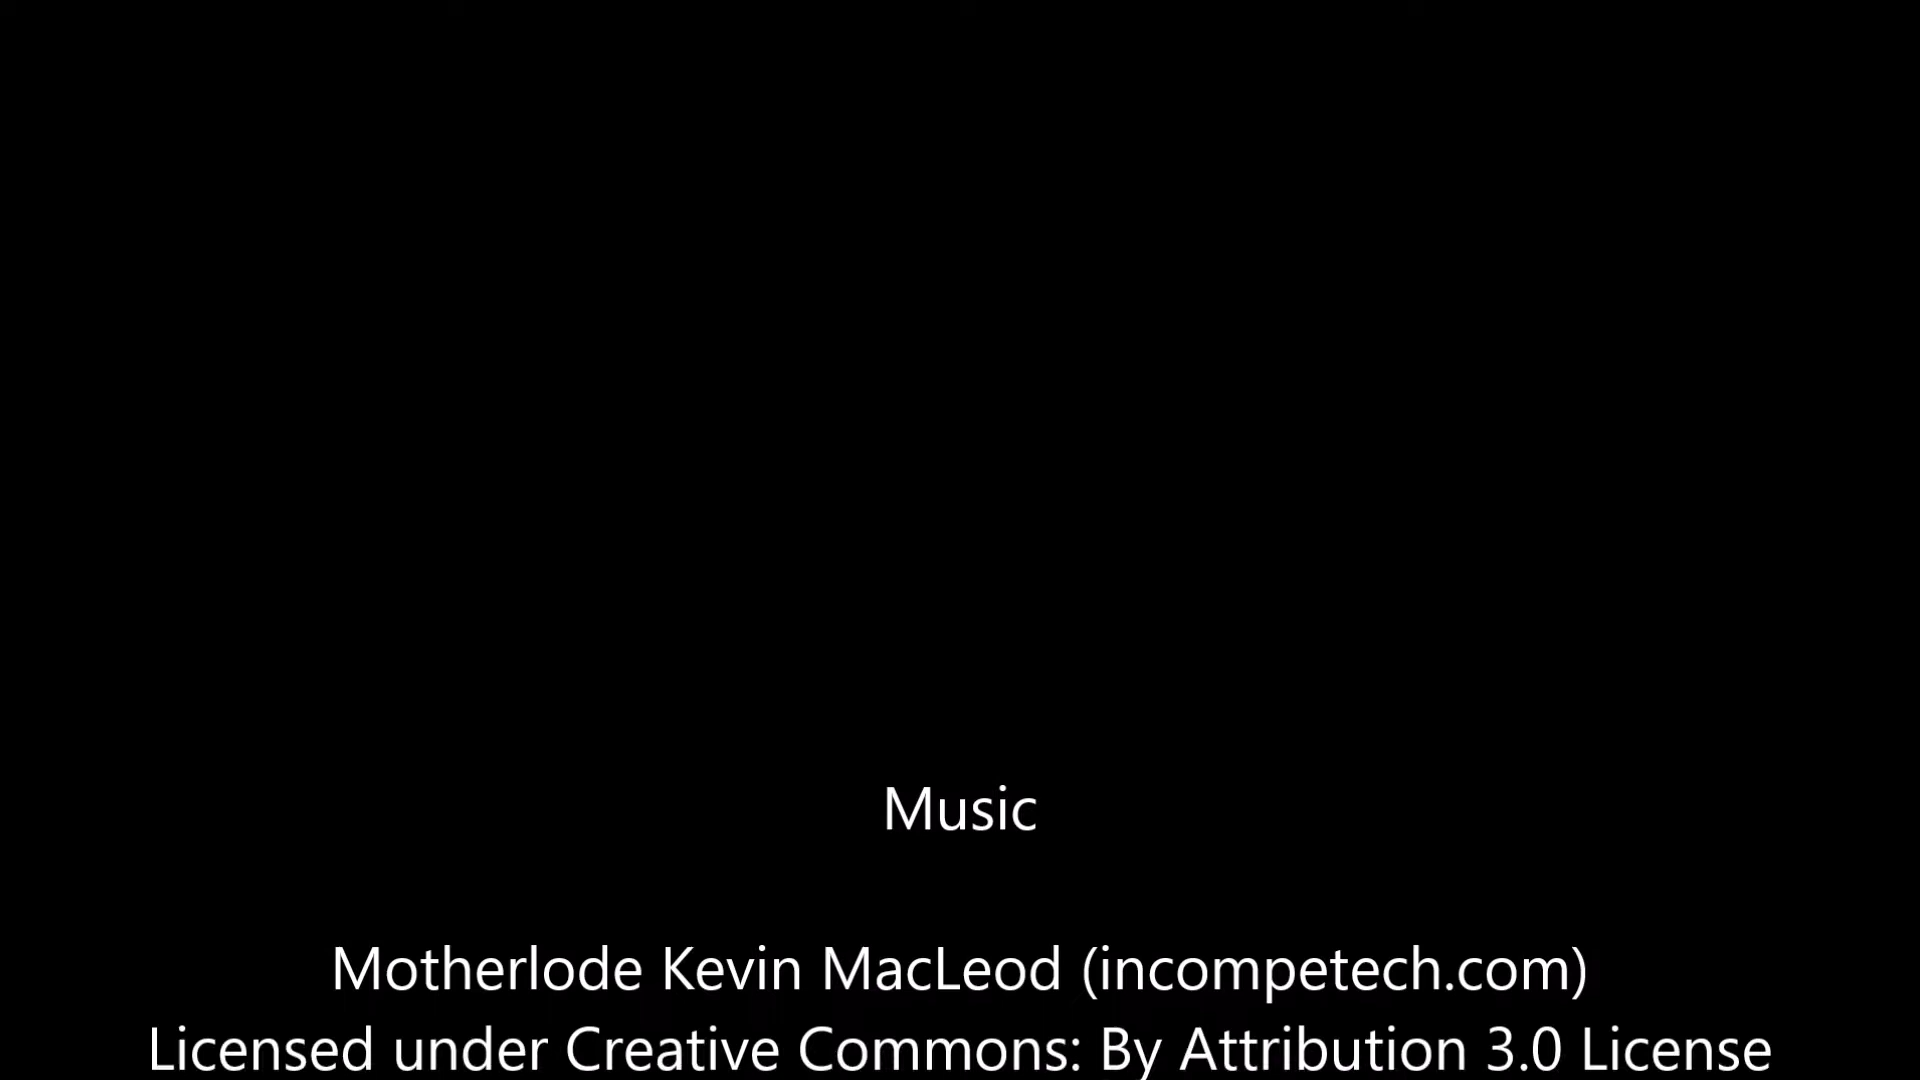 Music
Motherlode Kevin MacLeod (incompetech.com)
Licensed under Creative Commons: By Attribution 3.0 License